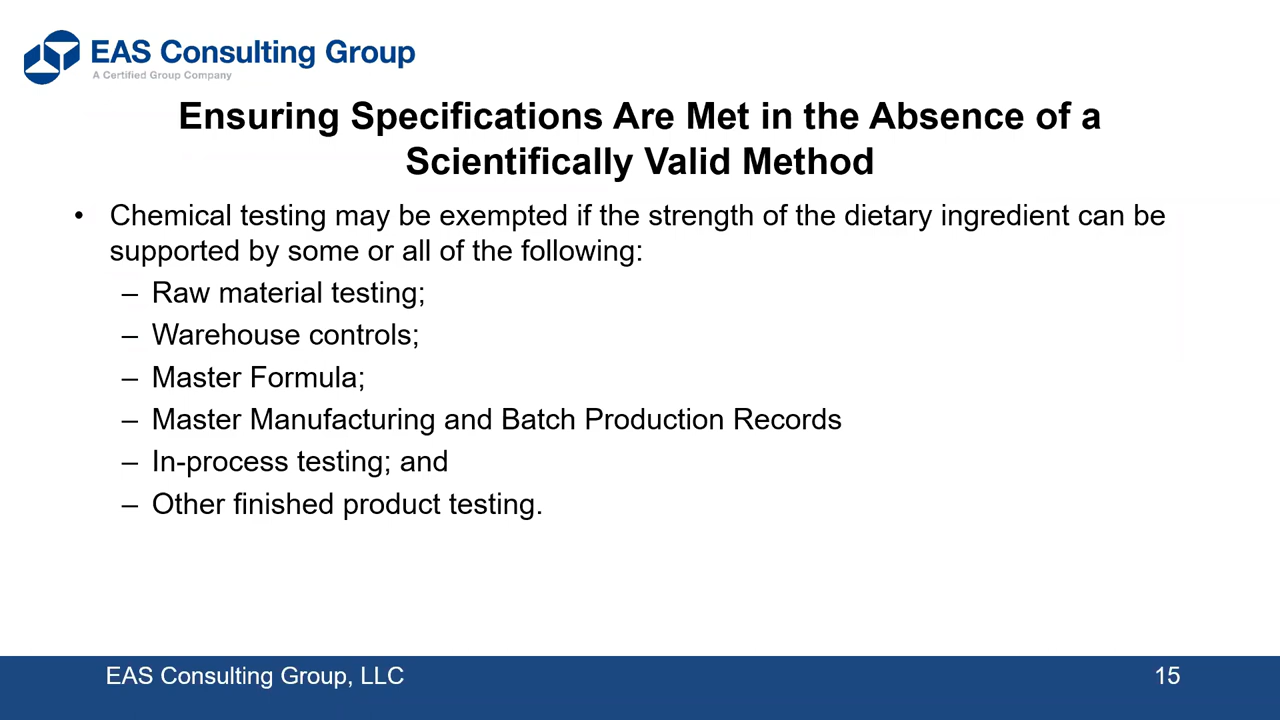 EAS Consulting Group
A Certified Group Company
Ensuring Specifications Are Met in the Absence of a
Scientifically Valid Method
• Chemical testing may be exempted if the strength of the dietary ingredient can be
supported by some or all of the following:
– Raw material testing;
– Warehouse controls;
– Master Formula;
– Master Manufacturing and Batch Production Records
– In-process testing; and
– Other finished product testing.
EAS Consulting Group, LLC
15